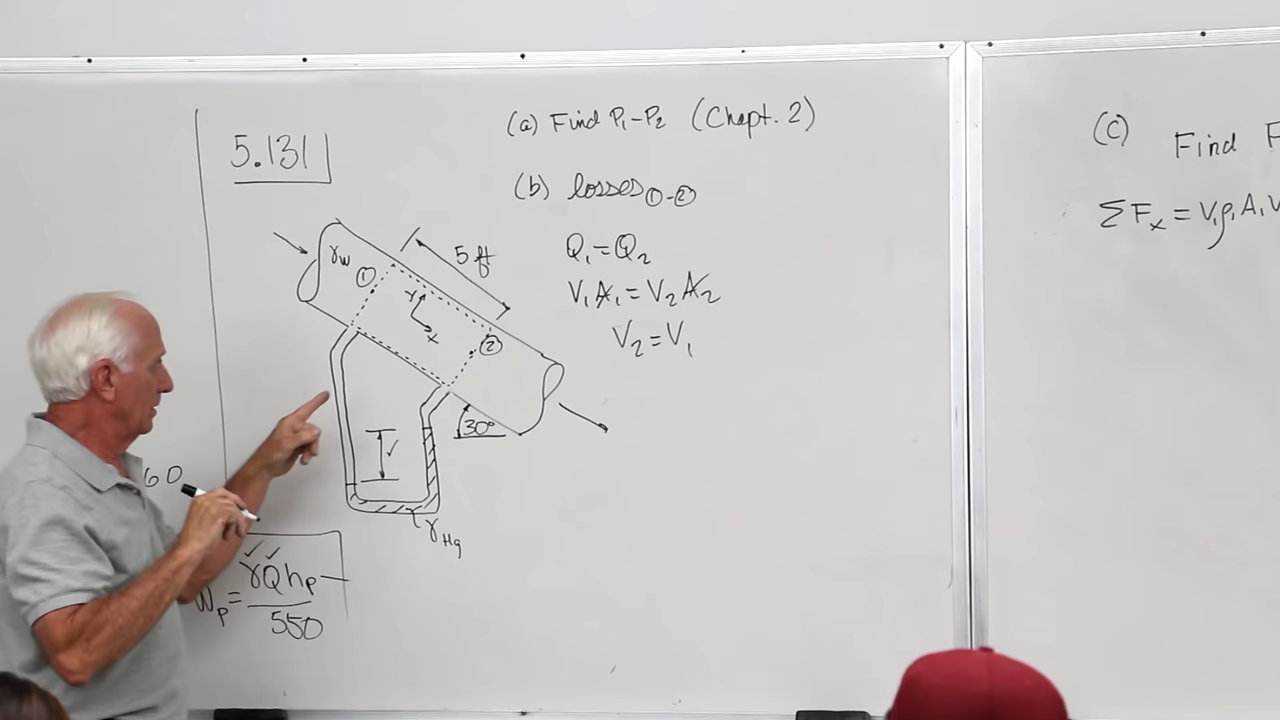 5.131
(a) Find P₁-P₂ (Chapt. 2)
(b) losses ①-②
Q₁=Q₂
V₁A₁=V₂A₂
V₂=V₁
γw
①
5 ft
Y
X
②
30°
γHg
60
Wp = γQhp / 550
(C) Find F
ΣFx = V₁ρ₁A₁V